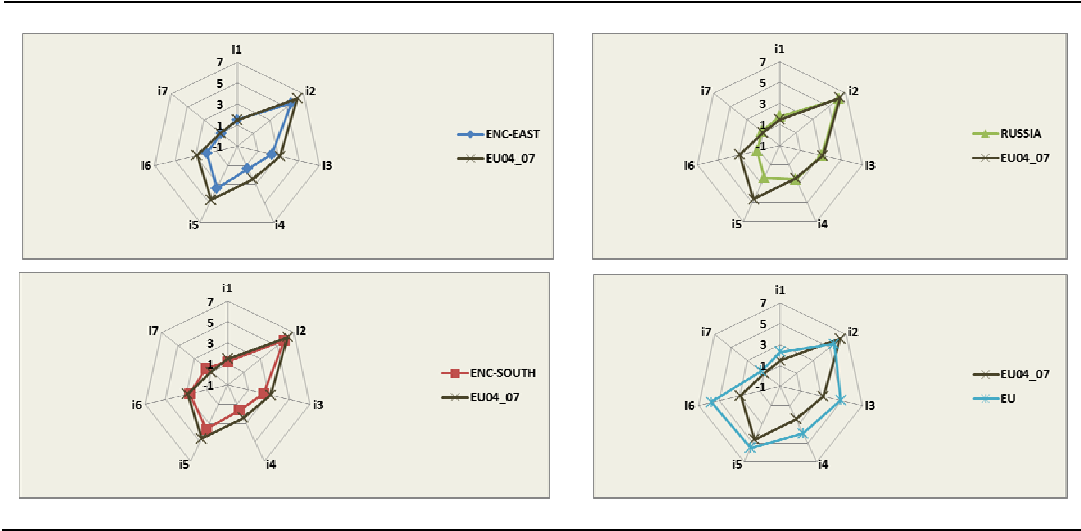 I1
7
5
3
1
-1
i2
I3
i4
i5
I6
i7
ENC-EAST
EU04_07
i1
7
5
3
1
-1
i2
I3
i4
i5
I6
i7
RUSSIA
EU04_07
i1
7
5
3
1
-1
I2
I3
i4
i5
i6
I7
ENC-SOUTH
EU04_07
i1
7
5
3
1
-1
i2
I3
i4
i5
I6
i7
EU04_07
EU